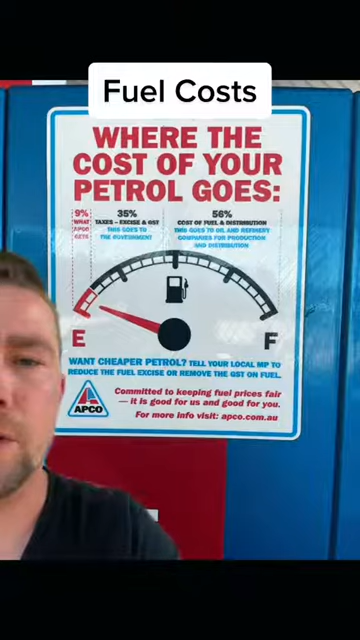 Fuel Costs
WHERE THE
COST OF YOUR
PETROL GOES:
9%
WHAT
APCO
GETS
35%
TAXES – EXCISE & GST
THIS GOES TO
THE GOVERNMENT
56%
COST OF FUEL & DISTRIBUTION
THIS GOES TO OIL AND REFINERY
COMPANIES FOR PRODUCTION
AND DISTRIBUTION
E
F
WANT CHEAPER PETROL? TELL YOUR LOCAL MP TO
REDUCE THE FUEL EXCISE OR REMOVE THE GST ON FUEL.
APCO
Committed to keeping fuel prices fair
— it is good for us and good for you.
For more info visit: apco.com.au